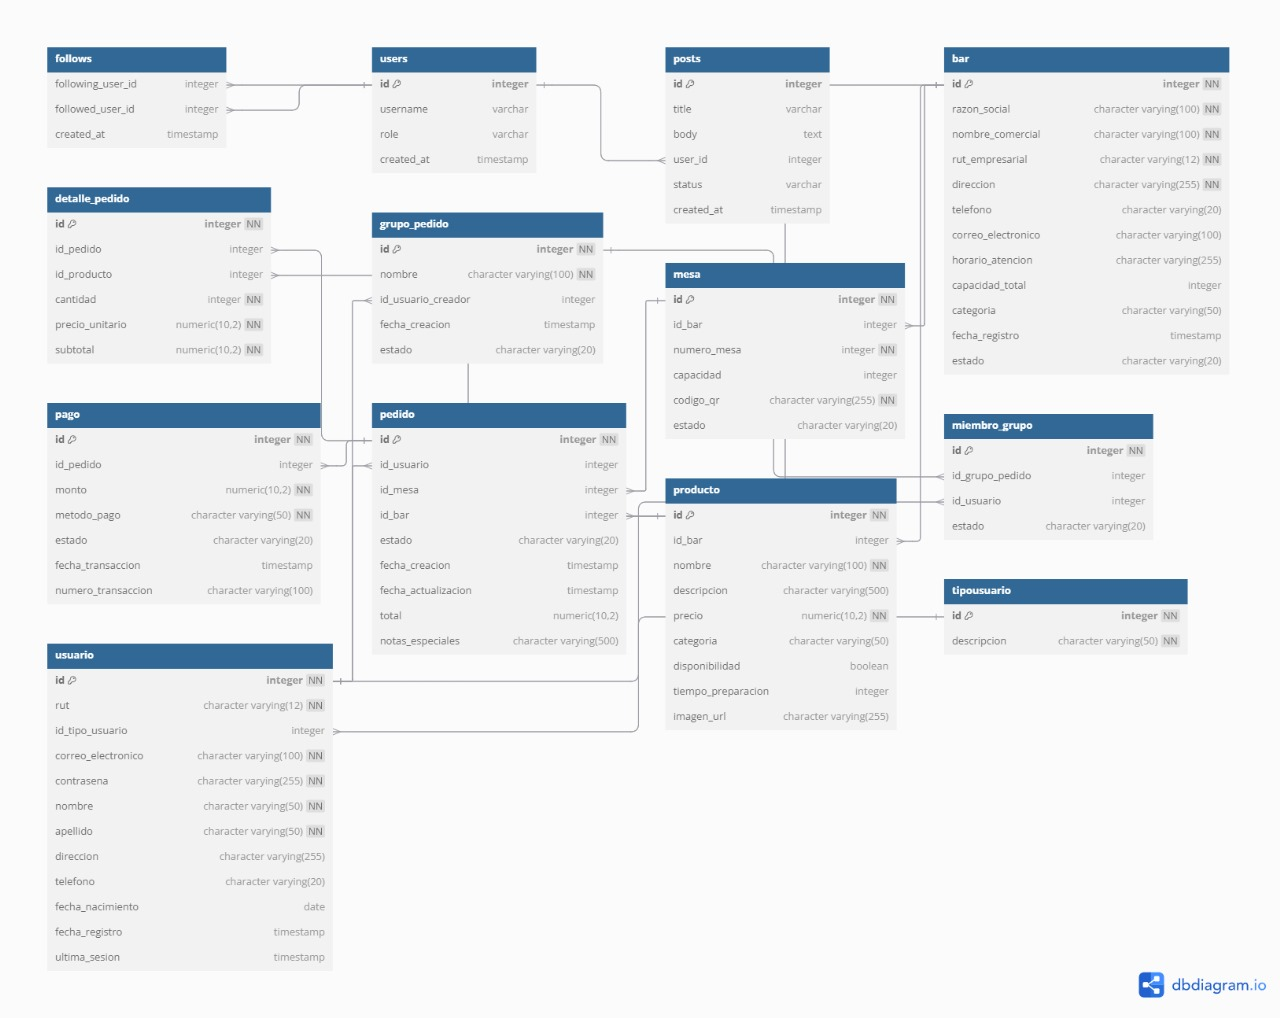 follows
following_user_id integer
followed_user_id integer
created_at timestamp
users
id integer
username varchar
role varchar
created_at timestamp
posts
id integer
title varchar
body text
user_id integer
status varchar
created_at timestamp
bar
id integer NN
razon_social character varying(100) NN
nombre_comercial character varying(100) NN
rut_empresarial character varying(12) NN
direccion character varying(255) NN
telefono character varying(20)
correo_electronico character varying(100)
horario_atencion character varying(255)
capacidad_total integer
categoria character varying(50)
fecha_registro timestamp
estado character varying(20)
detalle_pedido
id integer NN
id_pedido integer
id_producto integer
cantidad integer NN
precio_unitario numeric(10,2) NN
subtotal numeric(10,2) NN
grupo_pedido
id integer NN
nombre character varying(100) NN
id_usuario_creador integer
fecha_creacion timestamp
estado character varying(20)
mesa
id integer NN
id_bar integer
numero_mesa integer NN
capacidad integer
codigo_qr character varying(255) NN
estado character varying(20)
pago
id integer NN
id_pedido integer
monto numeric(10,2) NN
metodo_pago character varying(50) NN
estado character varying(20)
fecha_transaccion timestamp
numero_transaccion character varying(100)
pedido
id integer NN
id_usuario integer
id_mesa integer
id_bar integer
estado character varying(20)
fecha_creacion timestamp
fecha_actualizacion timestamp
total numeric(10,2)
notas_especiales character varying(500)
miembro_grupo
id integer NN
id_grupo_pedido integer
id_usuario integer
estado character varying(20)
producto
id integer NN
id_bar integer
nombre character varying(100) NN
descripcion character varying(500)
precio numeric(10,2) NN
categoria character varying(50)
disponibilidad boolean
tiempo_preparacion integer
imagen_url character varying(255)
tipousuario
id integer NN
descripcion character varying(50) NN
usuario
id integer NN
rut character varying(12) NN
id_tipo_usuario integer
correo_electronico character varying(100) NN
contrasena character varying(255) NN
nombre character varying(50) NN
apellido character varying(50) NN
direccion character varying(255)
telefono character varying(20)
fecha_nacimiento date
fecha_registro timestamp
ultima_sesion timestamp
dbdiagram.io